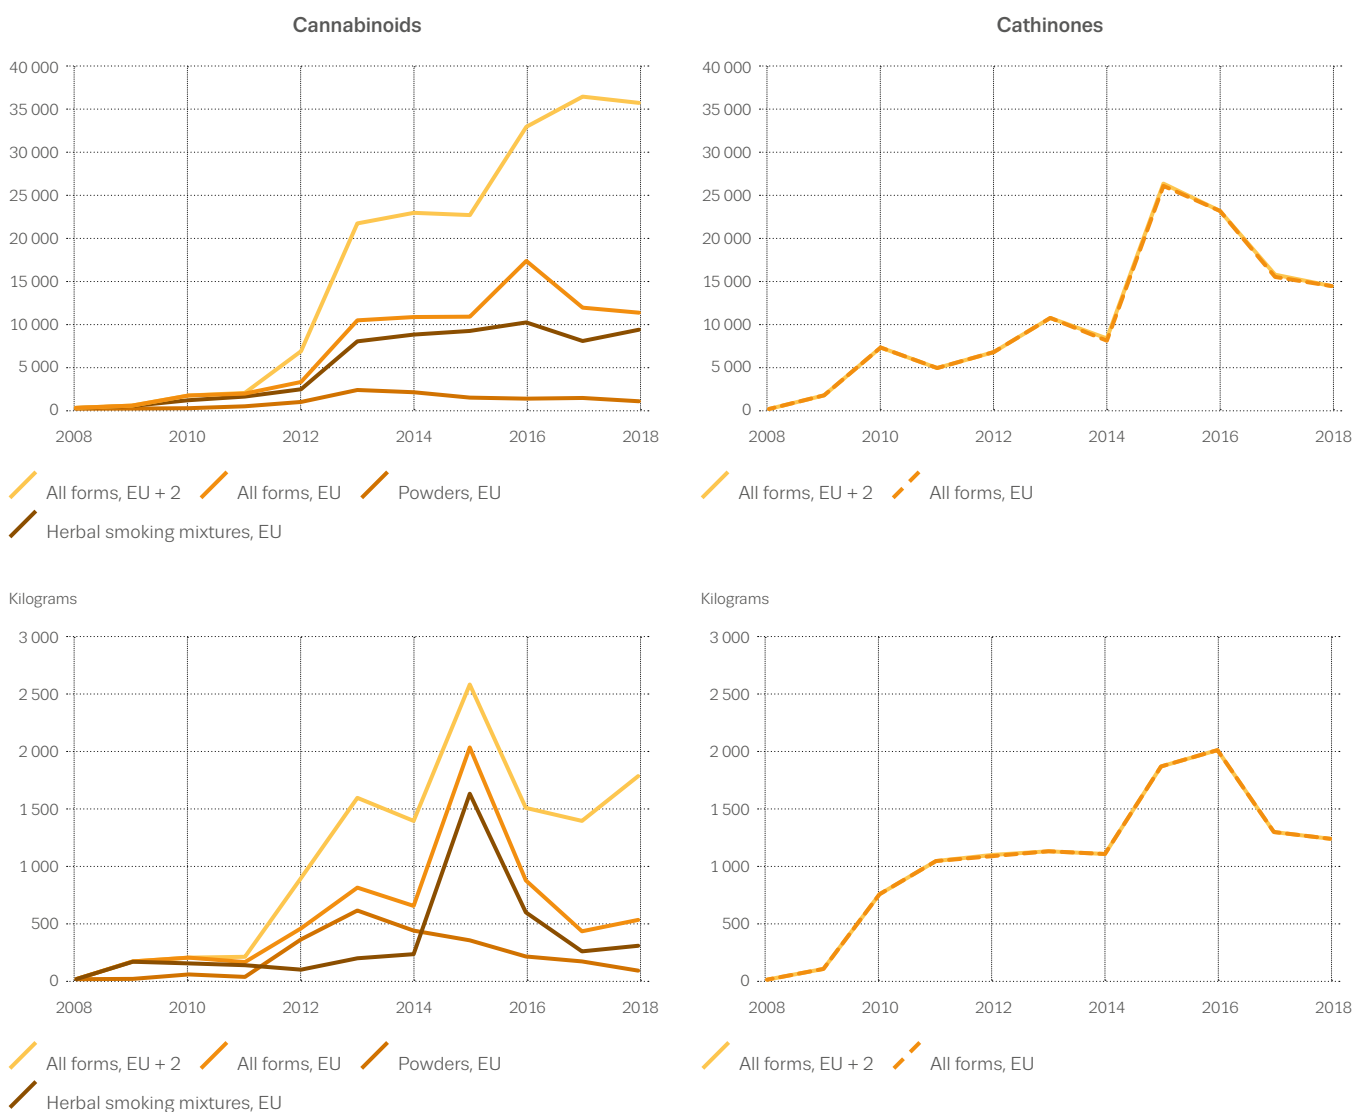 Cannabinoids
40 000
35 000
30 000
25 000
20 000
15 000
10 000
5 000
0
2008 2010 2012 2014 2016 2018
All forms, EU + 2 All forms, EU Powders, EU
Herbal smoking mixtures, EU
Cathinones
40 000
35 000
30 000
25 000
20 000
15 000
10 000
5 000
0
2008 2010 2012 2014 2016 2018
All forms, EU + 2 All forms, EU
Kilograms
3 000
2 500
2 000
1 500
1 000
500
0
2008 2010 2012 2014 2016 2018
All forms, EU + 2 All forms, EU Powders, EU
Herbal smoking mixtures, EU
Kilograms
3 000
2 500
2 000
1 500
1 000
500
0
2008 2010 2012 2014 2016 2018
All forms, EU + 2 All forms, EU